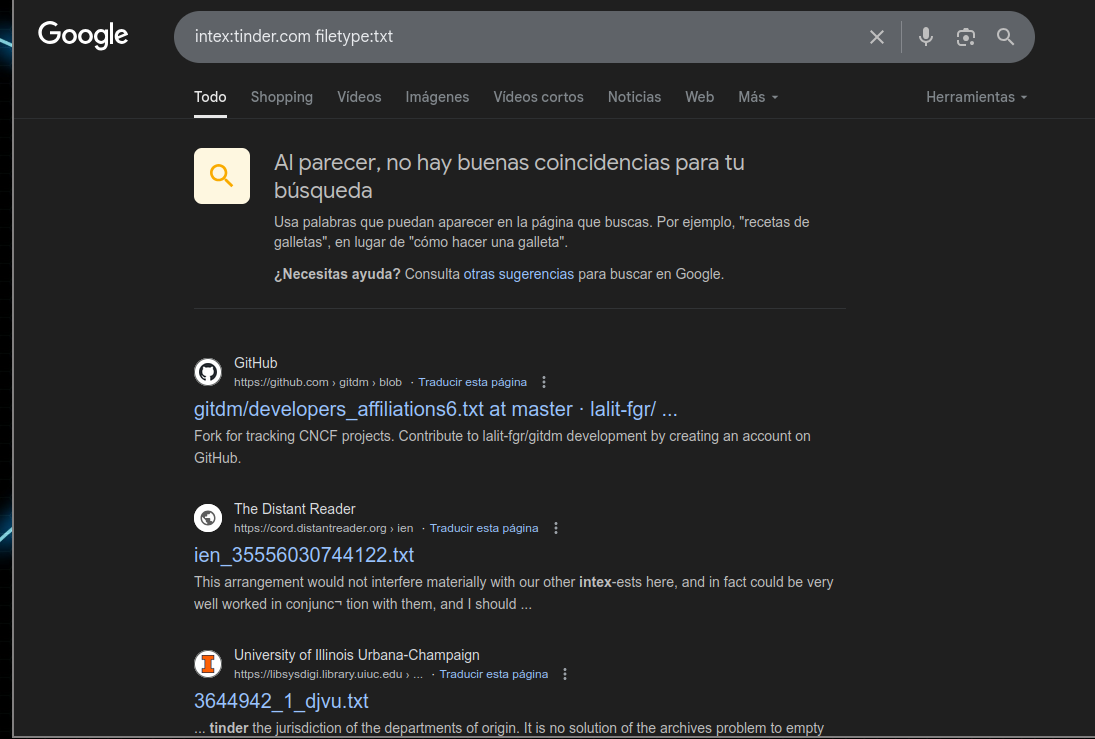 Google
intex:tinder.com filetype:txt
Todo Shopping Vídeos Imágenes Vídeos cortos Noticias Web Más Herramientas
Al parecer, no hay buenas coincidencias para tu
búsqueda
Usa palabras que puedan aparecer en la página que buscas. Por ejemplo, "recetas de
galletas", en lugar de "cómo hacer una galleta".
¿Necesitas ayuda? Consulta otras sugerencias para buscar en Google.
GitHub
https://github.com › gitdm › blob · Traducir esta página
gitdm/developers_affiliations6.txt at master · lalit-fgr/ ...
Fork for tracking CNCF projects. Contribute to lalit-fgr/gitdm development by creating an account on
GitHub.
The Distant Reader
https://cord.distantreader.org › ien · Traducir esta página
ien_35556030744122.txt
This arrangement would not interfere materially with our other intex-ests here, and in fact could be very
well worked in conjunc¬ tion with them, and I should ...
University of Illinois Urbana-Champaign
https://libsysdigi.library.uiuc.edu › ... · Traducir esta página
3644942_1_djvu.txt
... tinder the jurisdiction of the departments of origin. It is no solution of the archives problem to empty